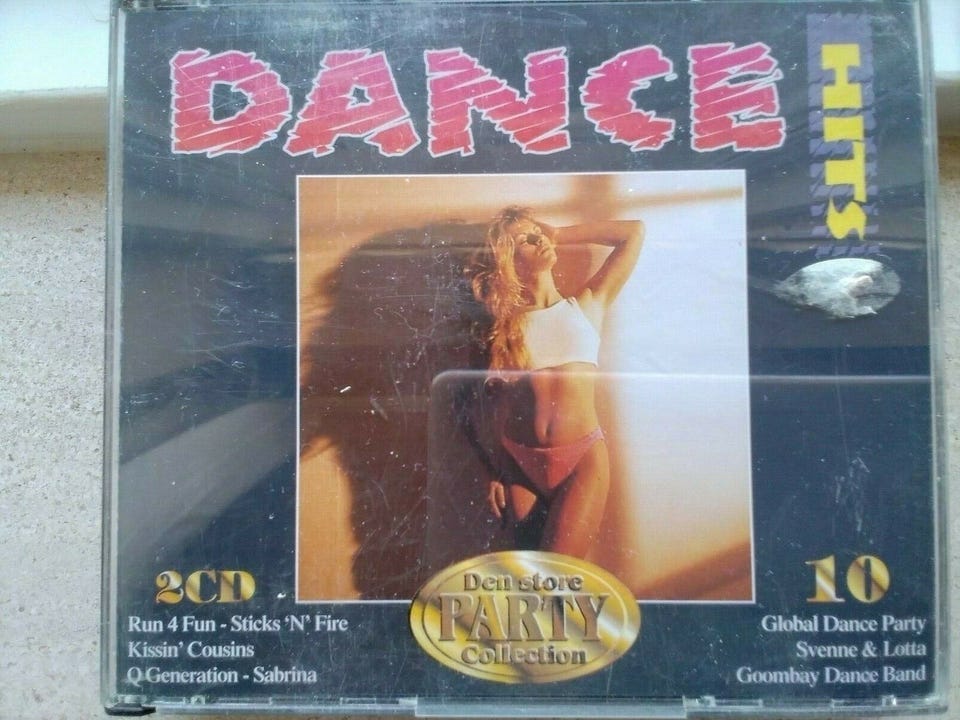 DANCE
HITS
2CD
Run 4 Fun - Sticks 'N' Fire
Kissin' Cousins
Q Generation - Sabrina
Den store
PARTY
Collection
10
Global Dance Party
Svenne & Lotta
Goombay Dance Band